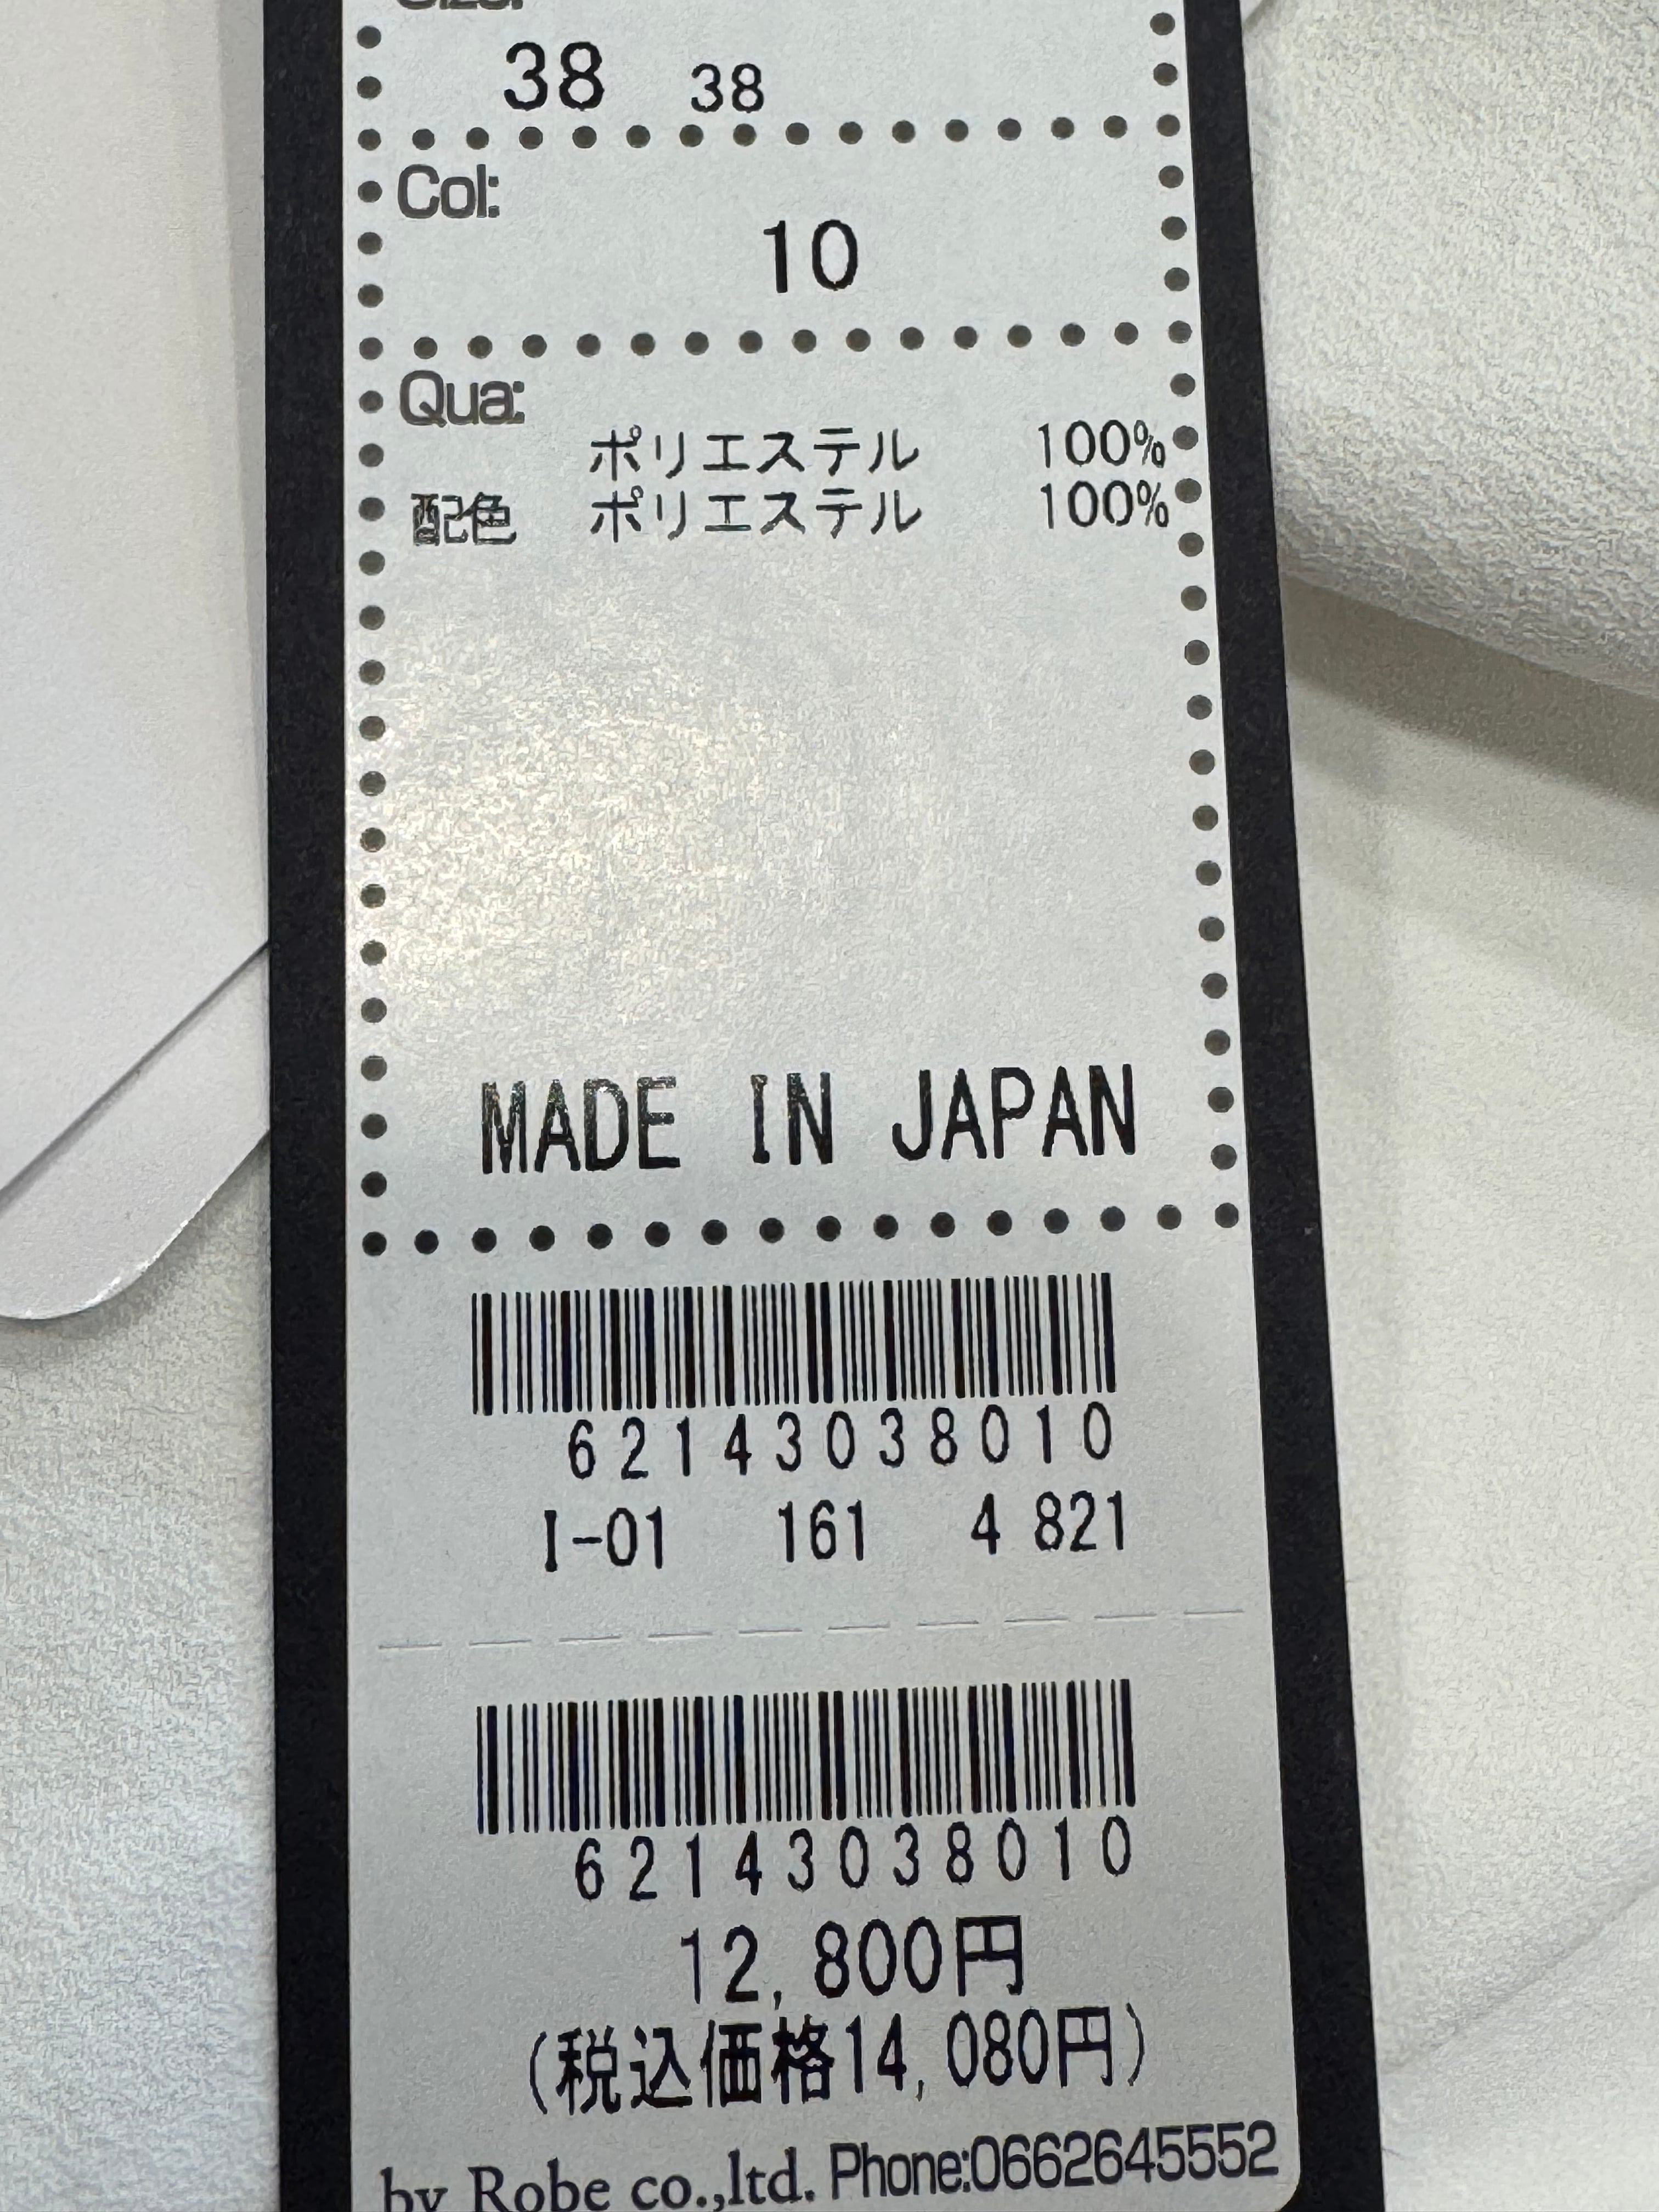 Size:
38 38
Col:
10
Qua:
ポリエステル 100%
配色 ポリエステル 100%
MADE IN JAPAN
62143038010
I-01 161 4 821
62143038010
12,800円
(税込価格14,080円)
by Robe co.,ltd. Phone:0662645552